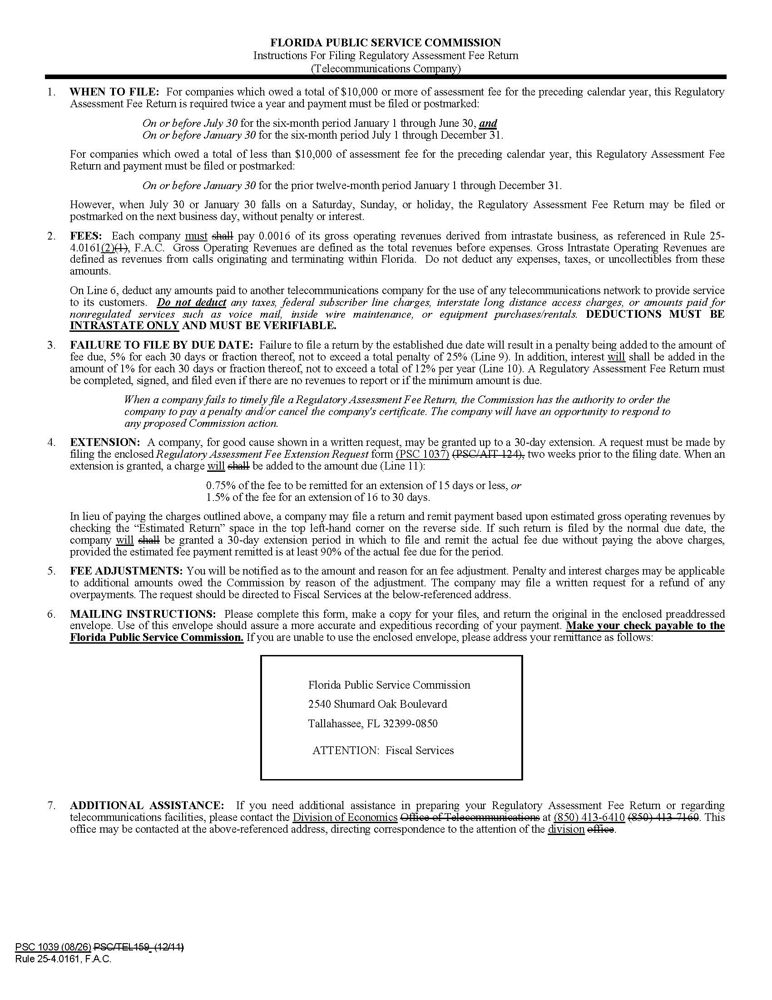 FLORIDA PUBLIC SERVICE COMMISSION
Instructions For Filing Regulatory Assessment Fee Return
(Telecommunications Company)
1. WHEN TO FILE: For companies which owed a total of $10,000 or more of assessment fee for the preceding calendar year, this Regulatory
Assessment Fee Return is required twice a year and payment must be filed or postmarked:
On or before July 30 for the six-month period January 1 through June 30, and
On or before January 30 for the six-month period July 1 through December 31.
For companies which owed a total of less than $10,000 of assessment fee for the preceding calendar year, this Regulatory Assessment Fee
Return and payment must be filed or postmarked:
On or before January 30 for the prior twelve-month period January 1 through December 31.
However, when July 30 or January 30 falls on a Saturday, Sunday, or holiday, the Regulatory Assessment Fee Return may be filed or
postmarked on the next business day, without penalty or interest.
2. FEES: Each company must shall pay 0.0016 of its gross operating revenues derived from intrastate business, as referenced in Rule 25-
4.0161(2)(1), F.A.C. Gross Operating Revenues are defined as the total revenues before expenses. Gross Intrastate Operating Revenues are
defined as revenues from calls originating and terminating within Florida. Do not deduct any expenses, taxes, or uncollectibles from these
amounts.
On Line 6, deduct any amounts paid to another telecommunications company for the use of any telecommunications network to provide service
to its customers. Do not deduct any taxes, federal subscriber line charges, interstate long distance access charges, or amounts paid for
nonregulated services such as voice mail, inside wire maintenance, or equipment purchases/rentals. DEDUCTIONS MUST BE
INTRASTATE ONLY AND MUST BE VERIFIABLE.
3. FAILURE TO FILE BY DUE DATE: Failure to file a return by the established due date will result in a penalty being added to the amount of
fee due, 5% for each 30 days or fraction thereof, not to exceed a total penalty of 25% (Line 9). In addition, interest will shall be added in the
amount of 1% for each 30 days or fraction thereof, not to exceed a total of 12% per year (Line 10). A Regulatory Assessment Fee Return must
be completed, signed, and filed even if there are no revenues to report or if the minimum amount is due.
When a company fails to timely file a Regulatory Assessment Fee Return, the Commission has the authority to order the
company to pay a penalty and/or cancel the company's certificate. The company will have an opportunity to respond to
any proposed Commission action.
4. EXTENSION: A company, for good cause shown in a written request, may be granted up to a 30-day extension. A request must be made by
filing the enclosed Regulatory Assessment Fee Extension Request form (PSC 1037) (PSC/AIT 124), two weeks prior to the filing date. When an
extension is granted, a charge will shall be added to the amount due (Line 11):
0.75% of the fee to be remitted for an extension of 15 days or less, or
1.5% of the fee for an extension of 16 to 30 days.
In lieu of paying the charges outlined above, a company may file a return and remit payment based upon estimated gross operating revenues by
checking the “Estimated Return” space in the top left-hand corner on the reverse side. If such return is filed by the normal due date, the
company will shall be granted a 30-day extension period in which to file and remit the actual fee due without paying the above charges,
provided the estimated fee payment remitted is at least 90% of the actual fee due for the period.
5. FEE ADJUSTMENTS: You will be notified as to the amount and reason for an fee adjustment. Penalty and interest charges may be applicable
to additional amounts owed the Commission by reason of the adjustment. The company may file a written request for a refund of any
overpayments. The request should be directed to Fiscal Services at the below-referenced address.
6. MAILING INSTRUCTIONS: Please complete this form, make a copy for your files, and return the original in the enclosed preaddressed
envelope. Use of this envelope should assure a more accurate and expeditious recording of your payment. Make your check payable to the
Florida Public Service Commission. If you are unable to use the enclosed envelope, please address your remittance as follows:
Florida Public Service Commission
2540 Shumard Oak Boulevard
Tallahassee, FL 32399-0850
ATTENTION: Fiscal Services
7. ADDITIONAL ASSISTANCE: If you need additional assistance in preparing your Regulatory Assessment Fee Return or regarding
telecommunications facilities, please contact the Division of Economics Office of Telecommunications at (850) 413-6410 (850) 413-7160. This
office may be contacted at the above-referenced address, directing correspondence to the attention of the division office.
PSC 1039 (08/26) PSC/TEL159 (12/11)
Rule 25-4.0161, F.A.C.